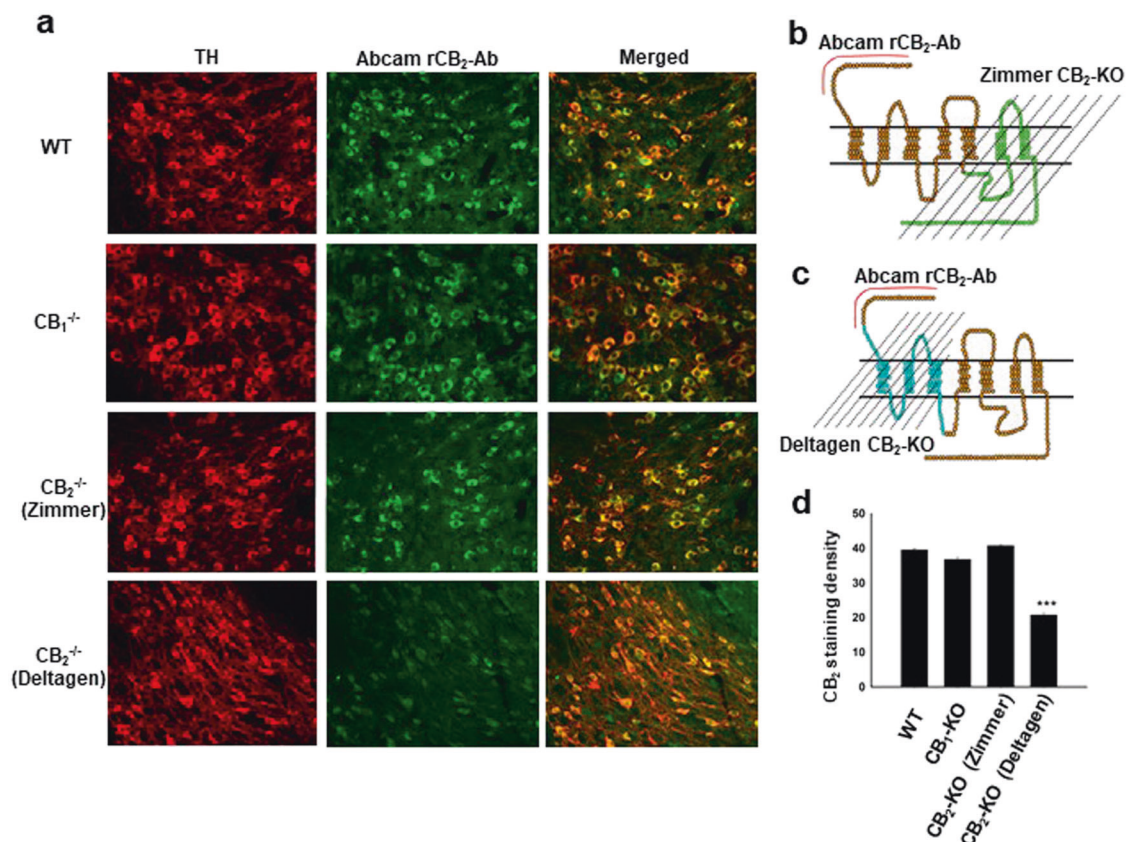 a
TH
Abcam rCB₂-Ab
Merged
WT
CB₁⁻/⁻
CB₂⁻/⁻
(Zimmer)
CB₂⁻/⁻
(Deltagen)
b
Abcam rCB₂-Ab
Zimmer CB₂-KO
c
Abcam rCB₂-Ab
Deltagen CB₂-KO
d
CB₂ staining density
50
40
30
20
10
0
***
WT
CB₁-KO
CB₂-KO (Zimmer)
CB₂-KO (Deltagen)